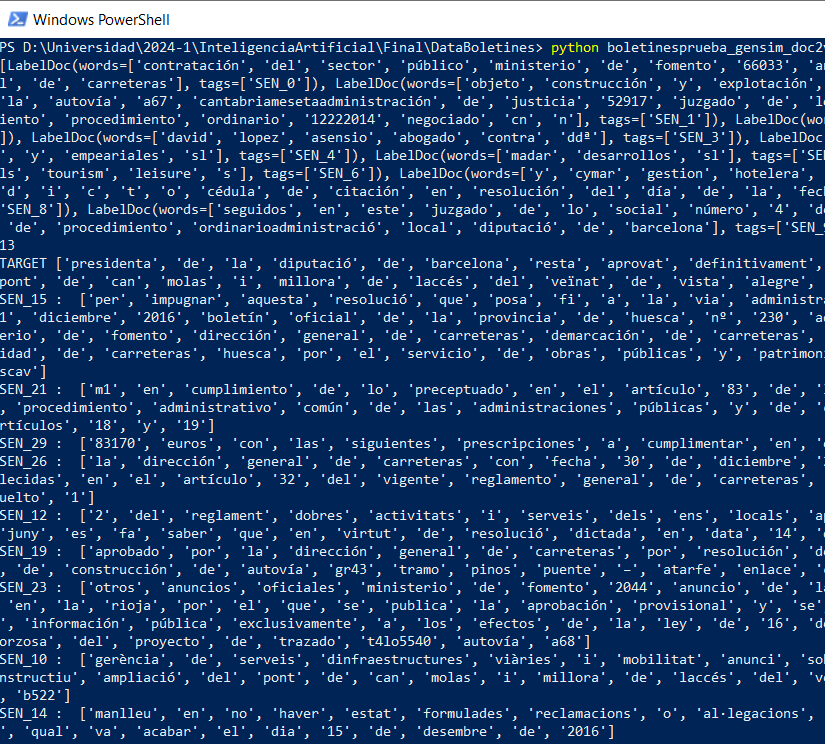 Windows PowerShell
PS D:\Universidad\2024-1\InteligenciaArtificial\Final\DataBoletines> python boletinesprueba_gensim_doc2
[LabelDoc(words=['contratación', 'del', 'sector', 'público', 'ministerio', 'de', 'fomento', '66033',
l', 'de', 'carreteras'], tags=['SEN_0']), LabelDoc(words=['objeto', 'construcción', 'y', 'explotación',
'la', 'autovía', 'a67', 'cantabriamesetaadministración', 'de', 'justicia', '52917', 'juzgado', 'de',
iento', 'procedimiento', 'ordinario', '12222014', 'negociado', 'cn', 'n'], tags=['SEN_1']), LabelDoc(
]), LabelDoc(words=['david', 'lopez', 'asensio', 'abogado', 'contra', 'ddª'], tags=['SEN_3']), LabelDoc
', 'y', 'empeariales', 'sl'], tags=['SEN_4']), LabelDoc(words=['madar', 'desarrollos', 'sl'], tags=['SE
ls', 'tourism', 'leisure', 's'], tags=['SEN_6']), LabelDoc(words=['y', 'cymar', 'gestion', 'hotelera',
'd', 'i', 'c', 't', 'o', 'cédula', 'de', 'citación', 'en', 'resolución', 'del', 'día', 'de', 'la', 'fec
'SEN_8']), LabelDoc(words=['seguidos', 'en', 'este', 'juzgado', 'de', 'lo', 'social', 'número', '4', 'd
'de', 'procedimiento', 'ordinarioadministració', 'local', 'diputació', 'de', 'barcelona'], tags=['SEN_
13
TARGET ['presidenta', 'de', 'la', 'diputació', 'de', 'barcelona', 'resta', 'aprovat', 'definitivament',
pont', 'de', 'can', 'molas', 'i', 'millora', 'de', 'laccés', 'del', 'veïnat', 'de', 'vista', 'alegre',
SEN_15 :  ['per', 'impugnar', 'aquesta', 'resolució', 'que', 'posa', 'fi', 'a', 'la', 'via', 'administr
1', 'diciembre', '2016', 'boletín', 'oficial', 'de', 'la', 'provincia', 'de', 'huesca', 'nº', '230', 'a
erio', 'de', 'fomento', 'dirección', 'general', 'de', 'carreteras', 'demarcación', 'de', 'carreteras',
idad', 'de', 'carreteras', 'huesca', 'por', 'el', 'servicio', 'de', 'obras', 'públicas', 'y', 'patrimoni
scav']
SEN_21 :  ['m1', 'en', 'cumplimiento', 'de', 'lo', 'preceptuado', 'en', 'el', 'artículo', '83', 'de', '
, 'procedimiento', 'administrativo', 'común', 'de', 'las', 'administraciones', 'públicas', 'y', 'de', '
rtículos', '18', 'y', '19']
SEN_29 :  ['83170', 'euros', 'con', 'las', 'siguientes', 'prescripciones', 'a', 'cumplimentar', 'en', '
SEN_26 :  ['la', 'dirección', 'general', 'de', 'carreteras', 'con', 'fecha', '30', 'de', 'diciembre', '
lecidas', 'en', 'el', 'artículo', '32', 'del', 'vigente', 'reglamento', 'general', 'de', 'carreteras',
uelto', '1']
SEN_12 :  ['2', 'del', 'reglament', 'dobres', 'activitats', 'i', 'serveis', 'dels', 'ens', 'locals', 'a
'juny', 'es', 'fa', 'saber', 'que', 'en', 'virtut', 'de', 'resolució', 'dictada', 'en', 'data', '14', '
SEN_19 :  ['aprobado', 'por', 'la', 'dirección', 'general', 'de', 'carreteras', 'por', 'resolución', 'd
, 'de', 'construcción', 'de', 'autovía', 'gr43', 'tramo', 'pinos', 'puente', '–', 'atarfe', 'enlace', '
SEN_23 :  ['otros', 'anuncios', 'oficiales', 'ministerio', 'de', 'fomento', '2044', 'anuncio', 'de', 'l
'en', 'la', 'rioja', 'por', 'el', 'que', 'se', 'publica', 'la', 'aprobación', 'provisional', 'y', 'se'
, 'información', 'pública', 'exclusivamente', 'a', 'los', 'efectos', 'de', 'la', 'ley', 'de', '16', 'd
orzosa', 'del', 'proyecto', 'de', 'trazado', 't4lo5540', 'autovía', 'a68']
SEN_10 :  ['gerència', 'de', 'serveis', 'dinfraestructures', 'viàries', 'i', 'mobilitat', 'anunci', 'so
nstructiu', 'ampliació', 'del', 'pont', 'de', 'can', 'molas', 'i', 'millora', 'de', 'laccés', 'del', 'v
, 'b522']
SEN_14 :  ['manlleu', 'en', 'no', 'haver', 'estat', 'formulades', 'reclamacions', 'o', 'al·legacions',
, 'qual', 'va', 'acabar', 'el', 'dia', '15', 'de', 'desembre', 'de', '2016']